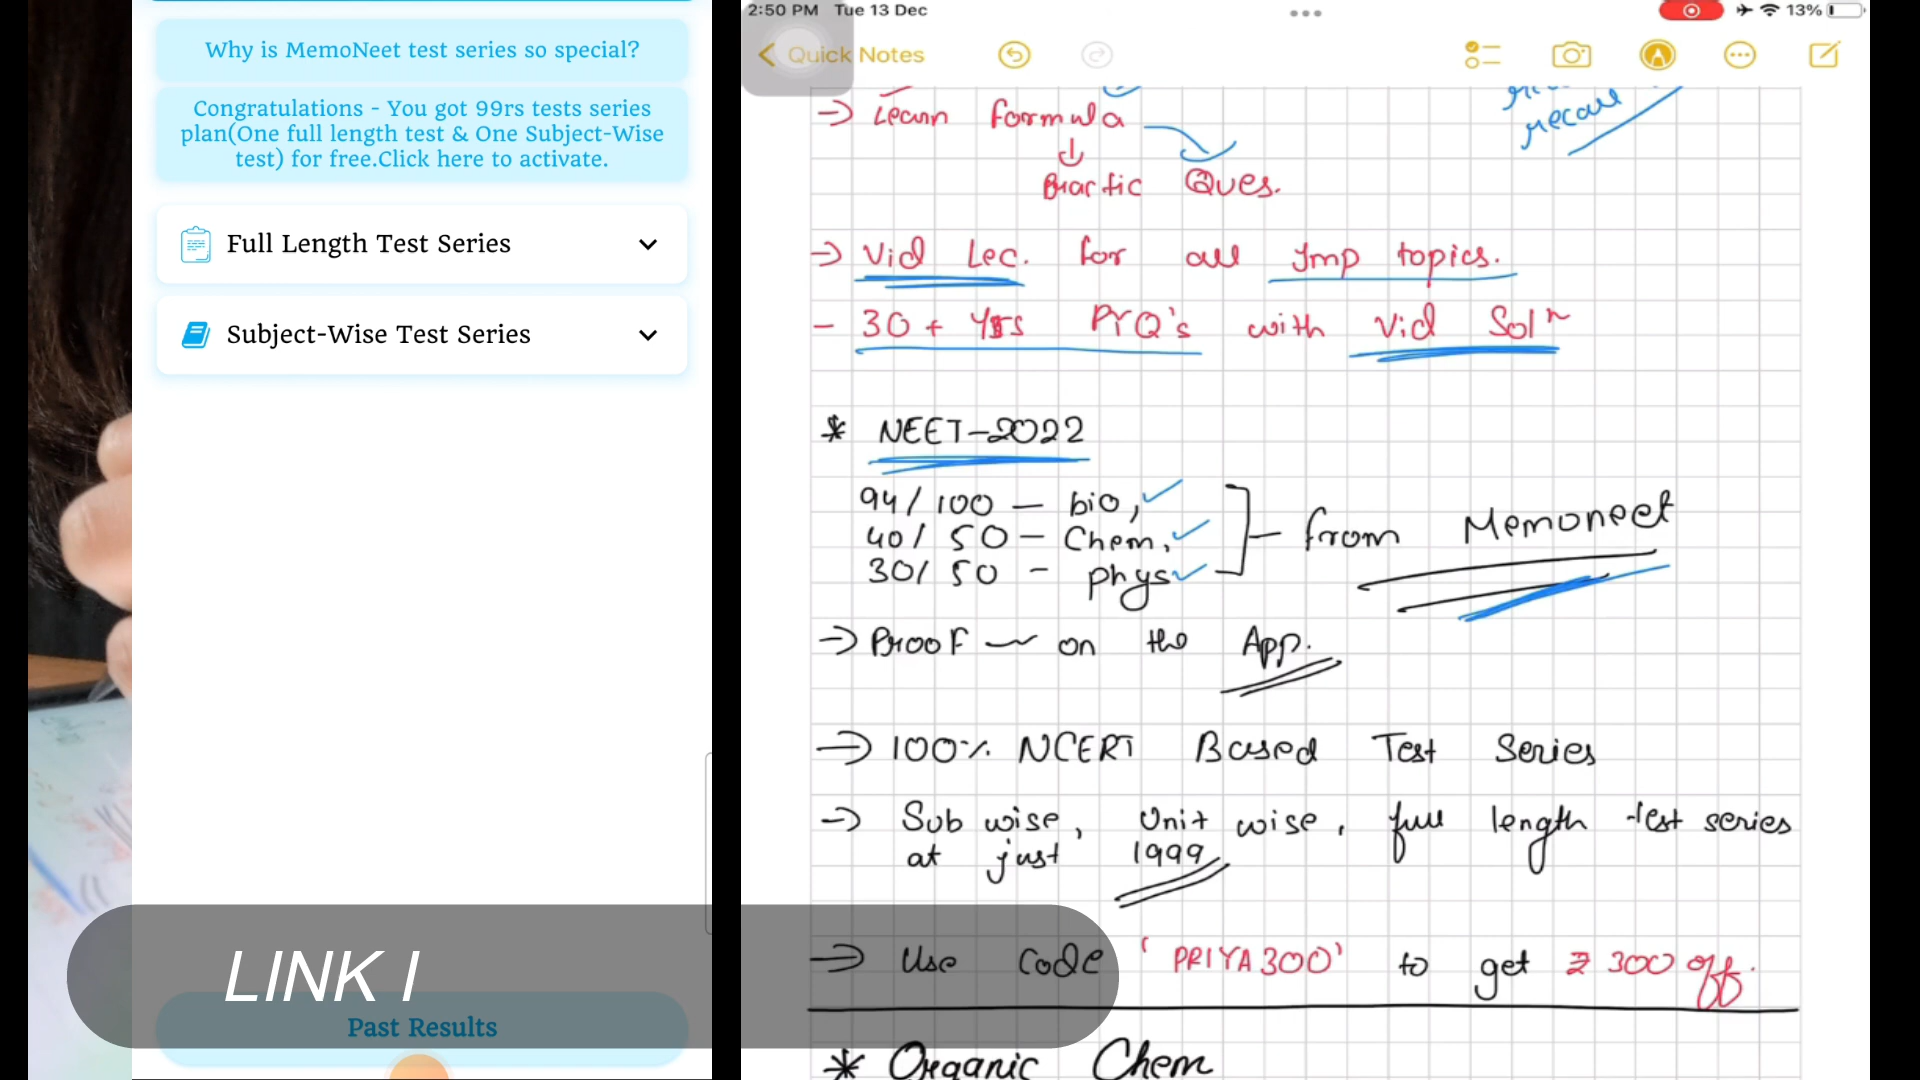 Why is MemoNeet test series so special?
Congratulations - You got 99rs tests series
plan(One full length test & One Subject-Wise
test) for free.Click here to activate.
Full Length Test Series
Subject-Wise Test Series
LINK I
Past Results
2:50 PM Tue 13 Dec
13%
Quick Notes
recall
→ Learn formula
Practic Ques.
→ Vid Lec. for all Imp topics.
- 30 + Yrs PYQ's with Vid Solⁿ
* NEET-2022
94/100 - bio,
40/50 - Chem,
30/50 - phys
from Memoneet
→ Proof on the App.
→ 100% NCERT Based Test Series
→ Sub wise, Unit wise, full length test series
at just 1999
→ Use Code 'PRIYA300' to get ₹ 300 off.
* Organic Chem